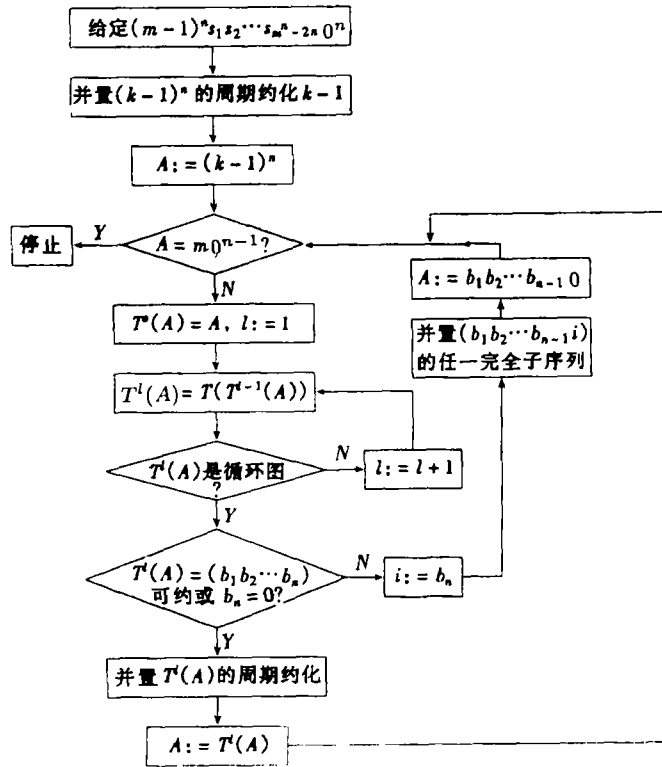 给定(m-1)ⁿs₁s₂⋯s_{mⁿ-2n}0ⁿ
并置(k-1)ⁿ的周期约化k-1
A:=(k-1)ⁿ
A=m0ⁿ⁻¹?
Y
停止
N
Tᵒ(A)=A, l:=1
Tˡ(A)=T(Tˡ⁻¹(A))
Tˡ(A)是循环图
?
N
l:=l+1
Y
Tˡ(A)=(b₁b₂⋯bₙ)
可约或 bₙ=0?
N
i:=bₙ
并置(b₁b₂⋯bₙ₋₁i)
的任一完全子序列
A:=b₁b₂⋯bₙ₋₁0
Y
并置Tˡ(A)的周期约化
A:=Tˡ(A)